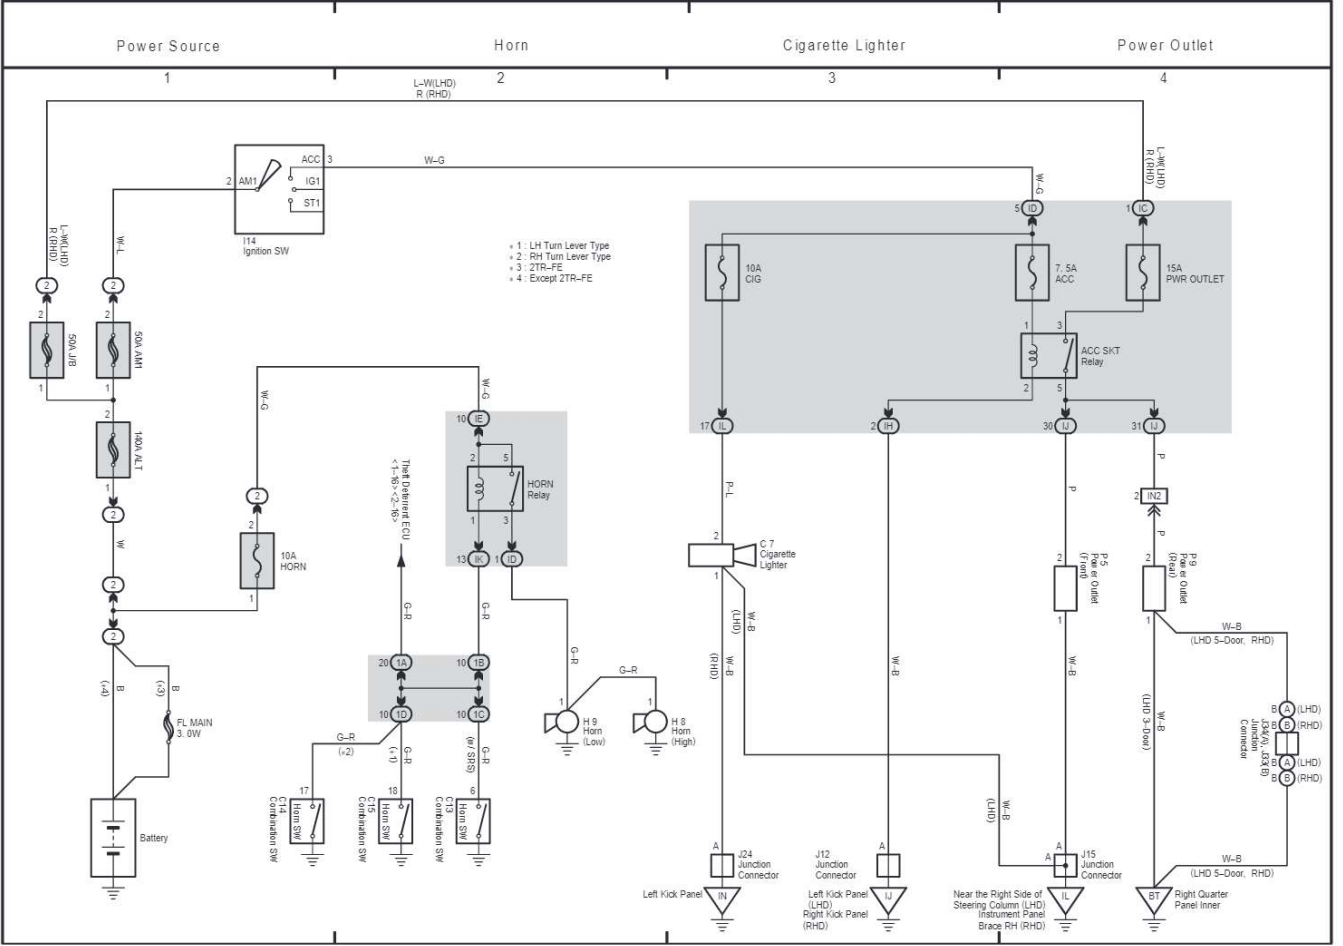 Power Source
Horn
Cigarette Lighter
Power Outlet
1
2
3
4
L–W(LHD)
R (RHD)
ACC
3
W–G
2
AM1
IG1
ST1
I14
Ignition SW
W–L
L–W(LHD)
R (RHD)
W–G
L–W(LHD)
R (RHD)
5
ID
1
IC
∗ 1 : LH Turn Lever Type
∗ 2 : RH Turn Lever Type
∗ 3 : 2TR–FE
∗ 4 : Except 2TR–FE
10A
CIG
7. 5A
ACC
15A
PWR OUTLET
2
2
2
2
50A J/B
50A AM1
1
1
1
3
ACC SKT
Relay
2
5
2
140A ALT
1
W–G
W–G
10
IE
17
IL
2
IH
30
IJ
31
IJ
2
5
HORN
Relay
1
3
Theft Deterrent ECU
< 1–16> <2–16>
P–L
P
P
2
IN2
P
2
2
W
2
10A
HORN
1
2
2
13
IK
1
ID
2
C 7
Cigarette
Lighter
1
2
P 5
Power Outlet
(Front)
1
2
P 9
Power Outlet
(Rear)
1
G–R
G–R
G–R
W–B
(LHD)
W–B
(RHD)
W–B
W–B
W–B
(LHD 5–Door, RHD)
20
1A
10
1B
10
1D
10
1C
B
(∗4)
B
(∗3)
FL MAIN
3. 0W
G–R
1
1
H 9
Horn
(Low)
H 8
Horn
(High)
G–R
(∗2)
G–R
(∗1)
G–R
(w/ SRS)
W–B
(LHD 3–Door)
B
A
(LHD)
B
B
(RHD)
J34(A), J33(B)
Junction
Connector
B
A
(LHD)
B
B
(RHD)
17
18
6
C14
Combination SW
Horn SW
C15
Combination SW
Horn SW
C13
Combination SW
Horn SW
Battery
W–B
(LHD)
W–B
(LHD 5–Door, RHD)
A
J24
Junction
Connector
A
J12
Junction
Connector
A
A
J15
Junction
Connector
Left Kick Panel
IN
Left Kick Panel
(LHD)
Right Kick Panel
(RHD)
IJ
Near the Right Side of
Steering Column (LHD)
Instrument Panel
Brace RH (RHD)
IL
BT
Right Quarter
Panel Inner